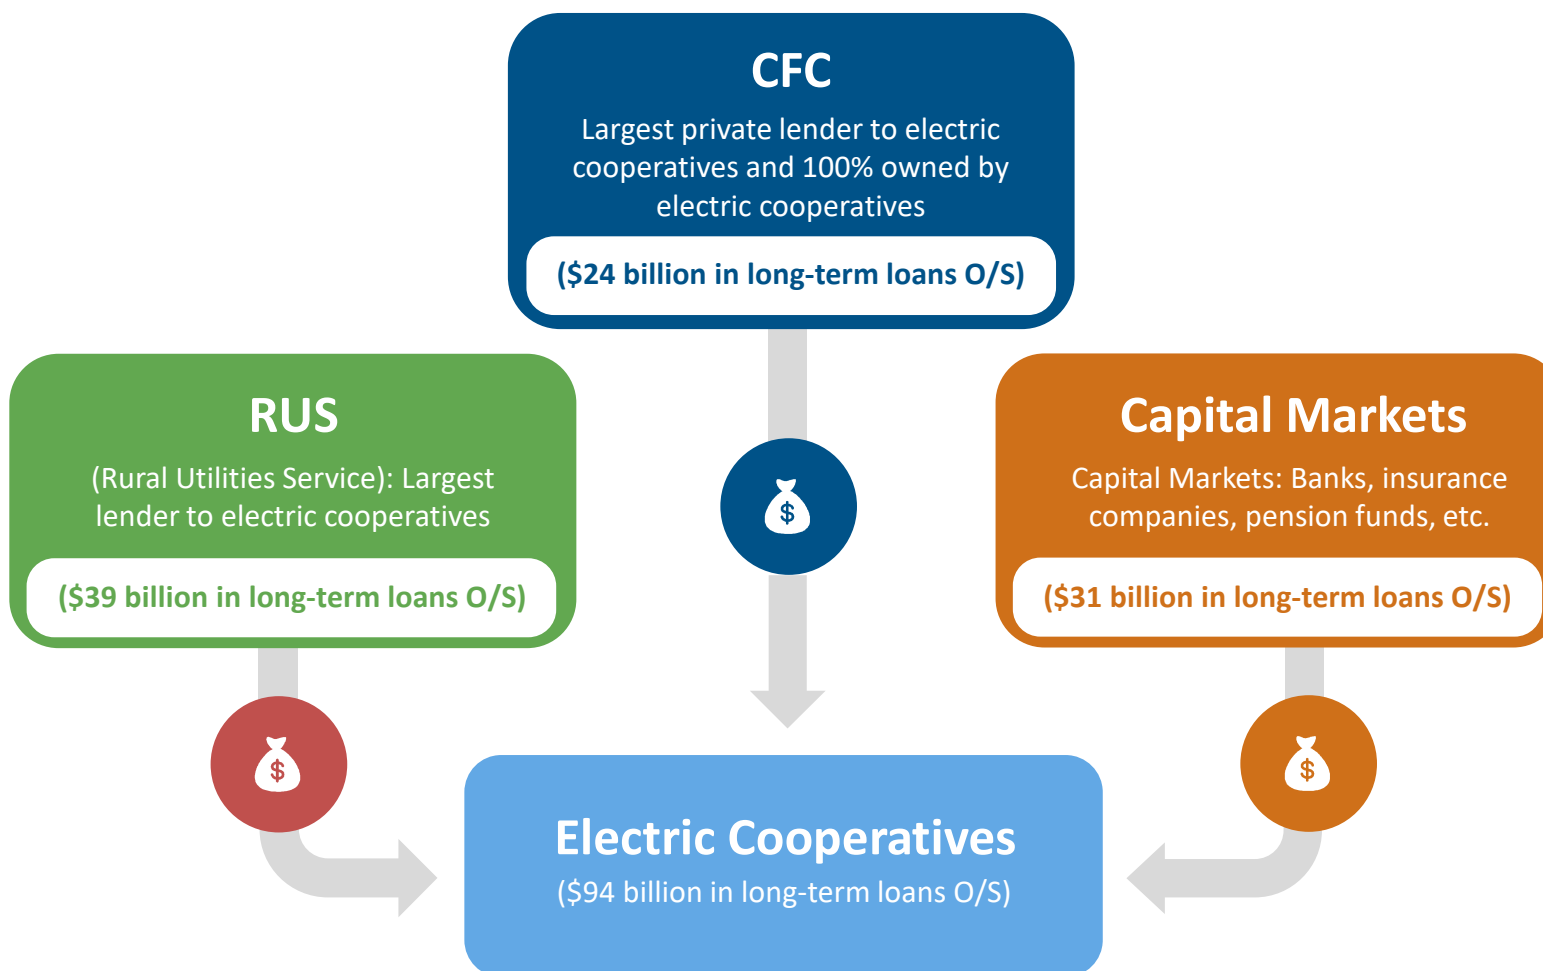 CFC
Largest private lender to electric
cooperatives and 100% owned by
electric cooperatives
($24 billion in long-term loans O/S)
RUS
(Rural Utilities Service): Largest
lender to electric cooperatives
($39 billion in long-term loans O/S)
Capital Markets
Capital Markets: Banks, insurance
companies, pension funds, etc.
($31 billion in long-term loans O/S)
$
$
$
Electric Cooperatives
($94 billion in long-term loans O/S)